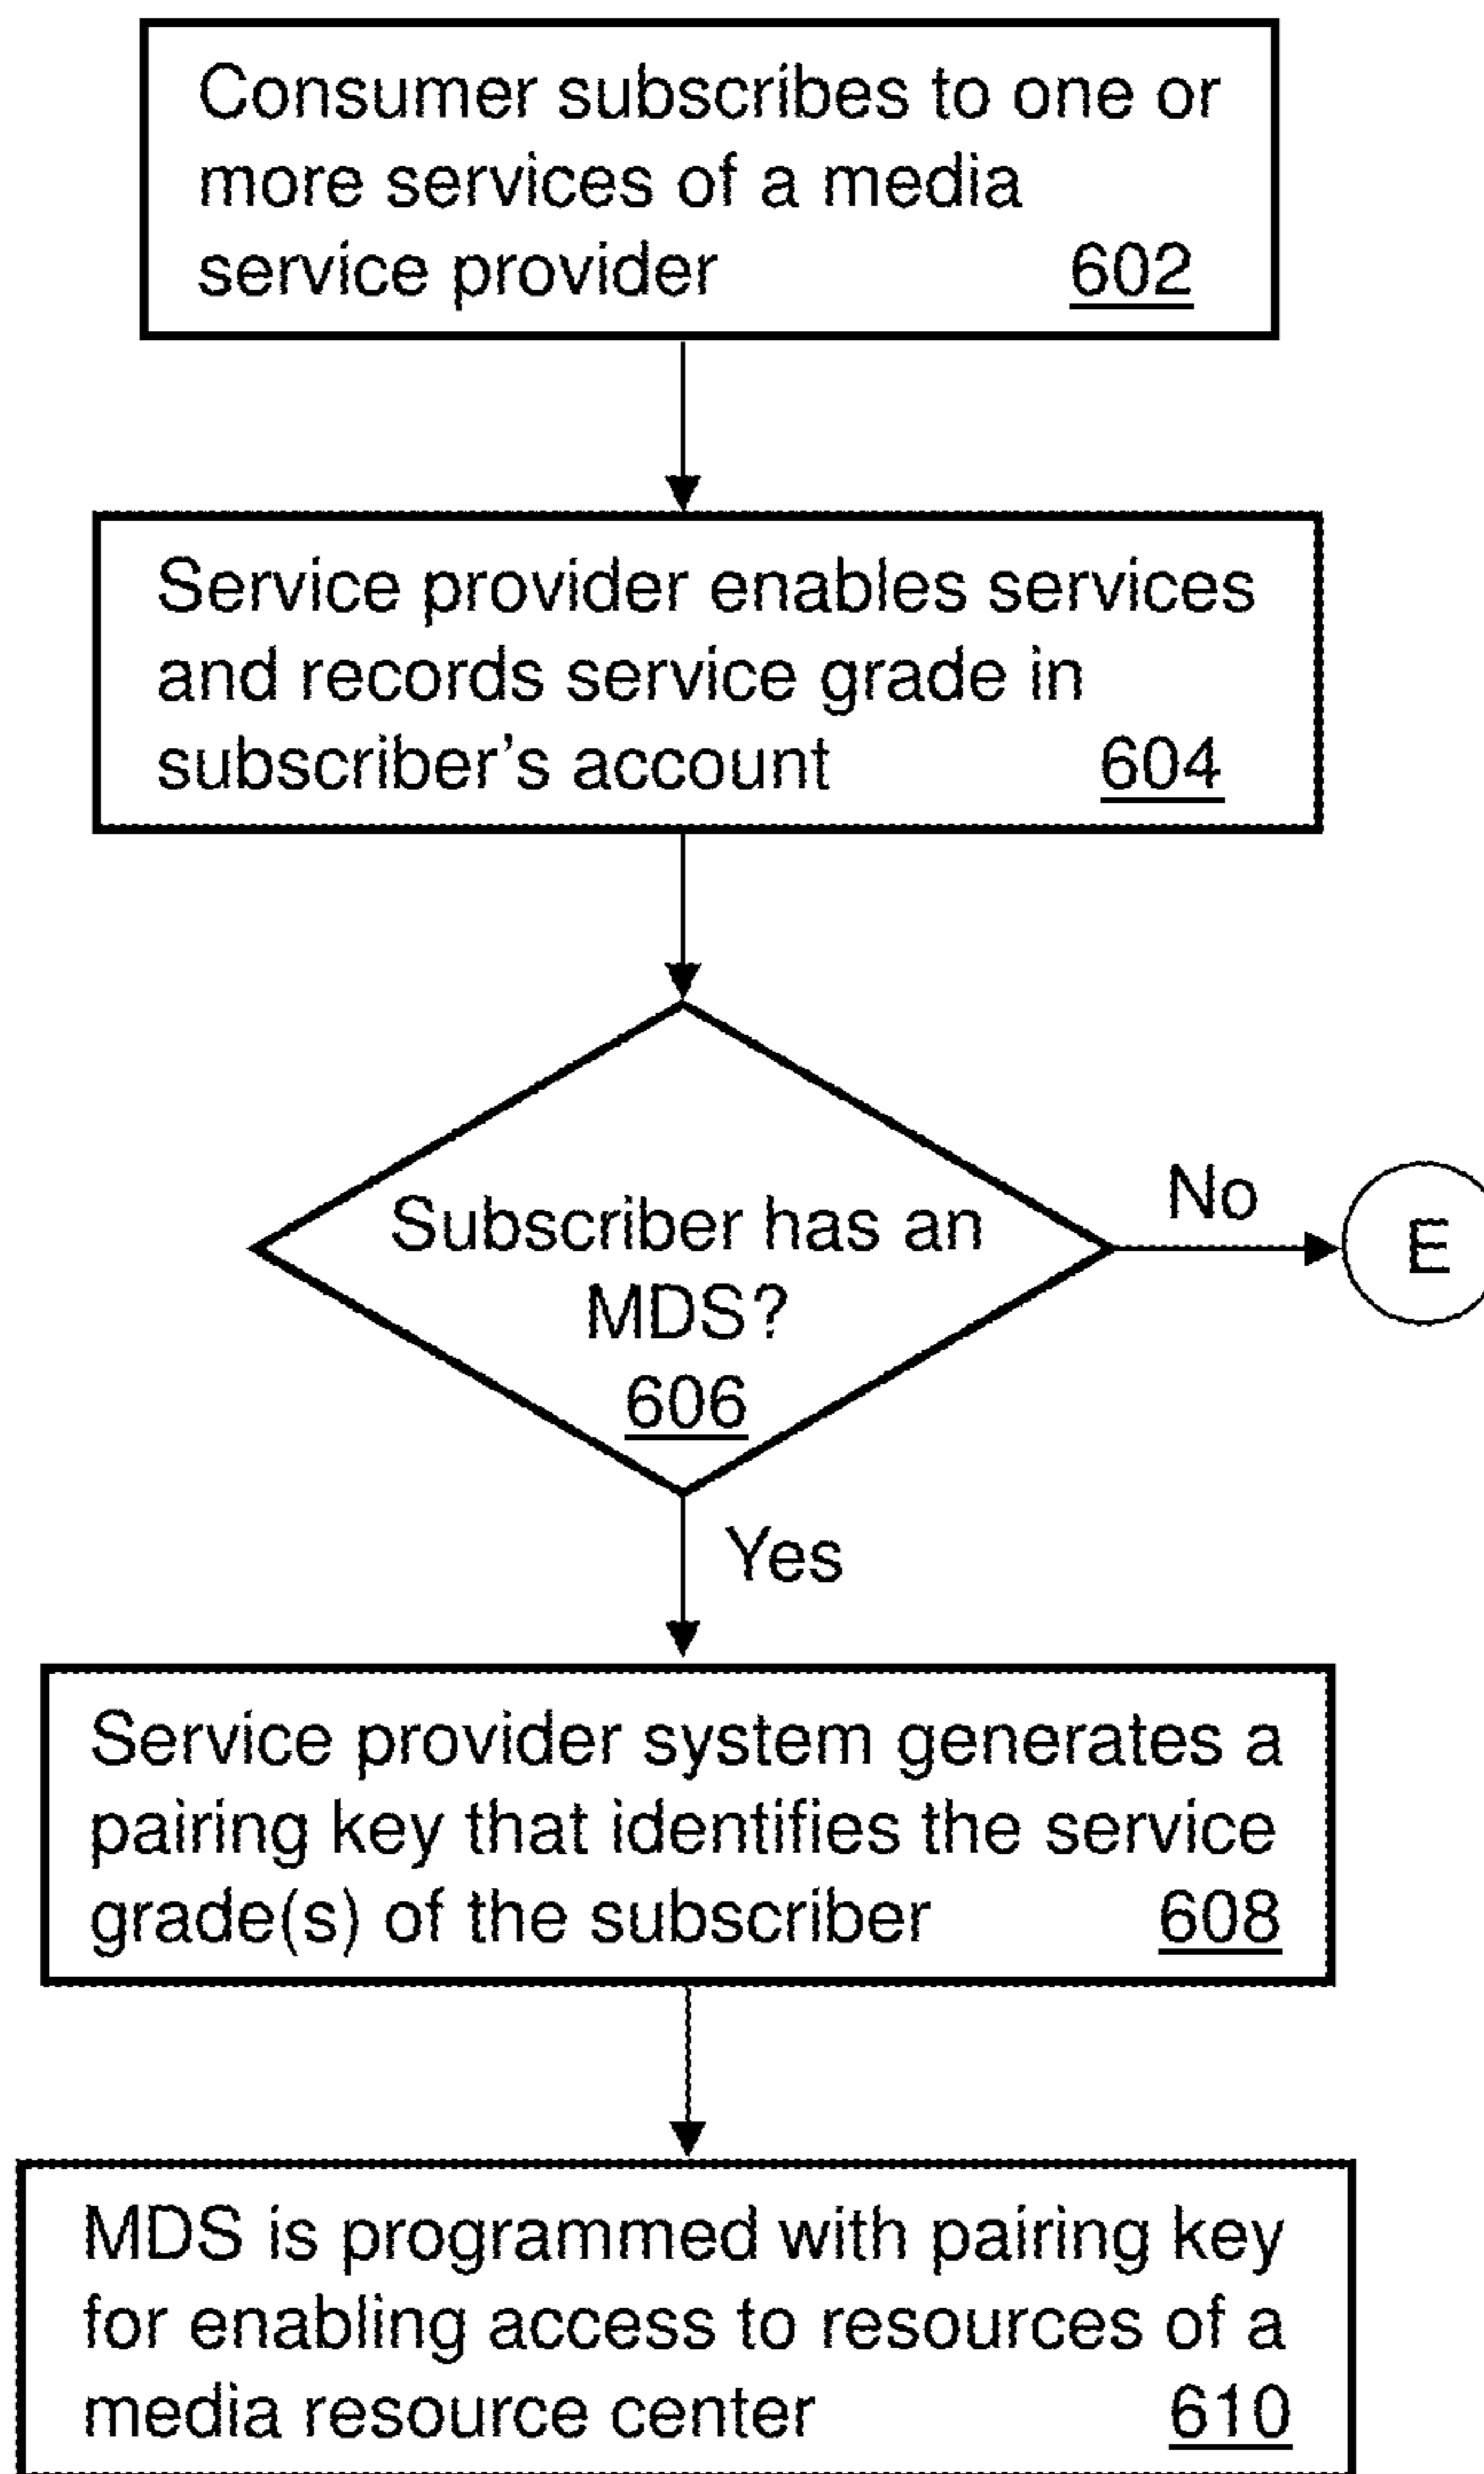 Consumer subscribes to one or
more services of a media
service provider 602
Service provider enables services
and records service grade in
subscriber's account 604
Subscriber has an
MDS?
606
No
E
Yes
Service provider system generates a
pairing key that identifies the service
grade(s) of the subscriber 608
MDS is programmed with pairing key
for enabling access to resources of a
media resource center 610